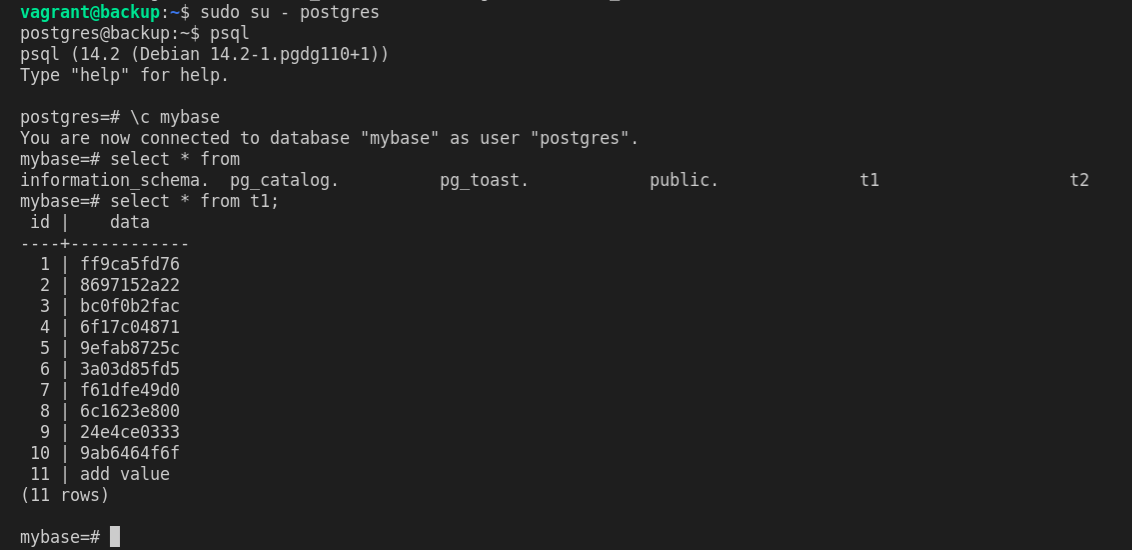 vagrant@backup:~$ sudo su - postgres
postgres@backup:~$ psql
psql (14.2 (Debian 14.2-1.pgdg110+1))
Type "help" for help.
postgres=# \c mybase
You are now connected to database "mybase" as user "postgres".
mybase=# select * from
information_schema.  pg_catalog.          pg_toast.            public.              t1                   t2
mybase=# select * from t1;
 id |    data
----+------------
  1 | ff9ca5fd76
  2 | 8697152a22
  3 | bc0f0b2fac
  4 | 6f17c04871
  5 | 9efab8725c
  6 | 3a03d85fd5
  7 | f61dfe49d0
  8 | 6c1623e800
  9 | 24e4ce0333
 10 | 9ab6464f6f
 11 | add value
(11 rows)
mybase=#